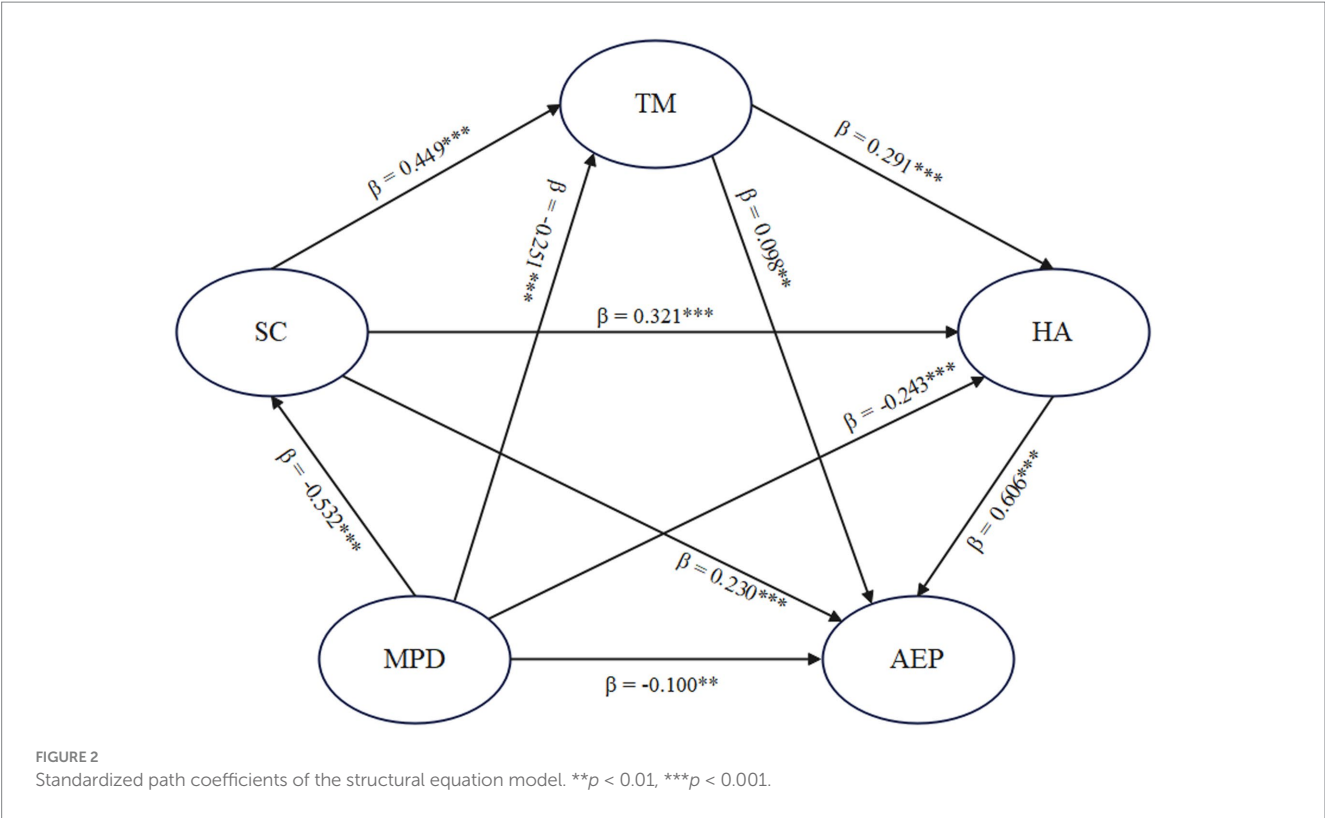 TM
β = 0.449***
β = 0.291***
β = -0.251***
β = 0.098**
SC
β = 0.321***
HA
β = -0.243***
β = -0.532***
β = 0.606***
β = 0.230***
MPD
AEP
β = -0.100**
FIGURE 2
Standardized path coefficients of the structural equation model. **p < 0.01, ***p < 0.001.